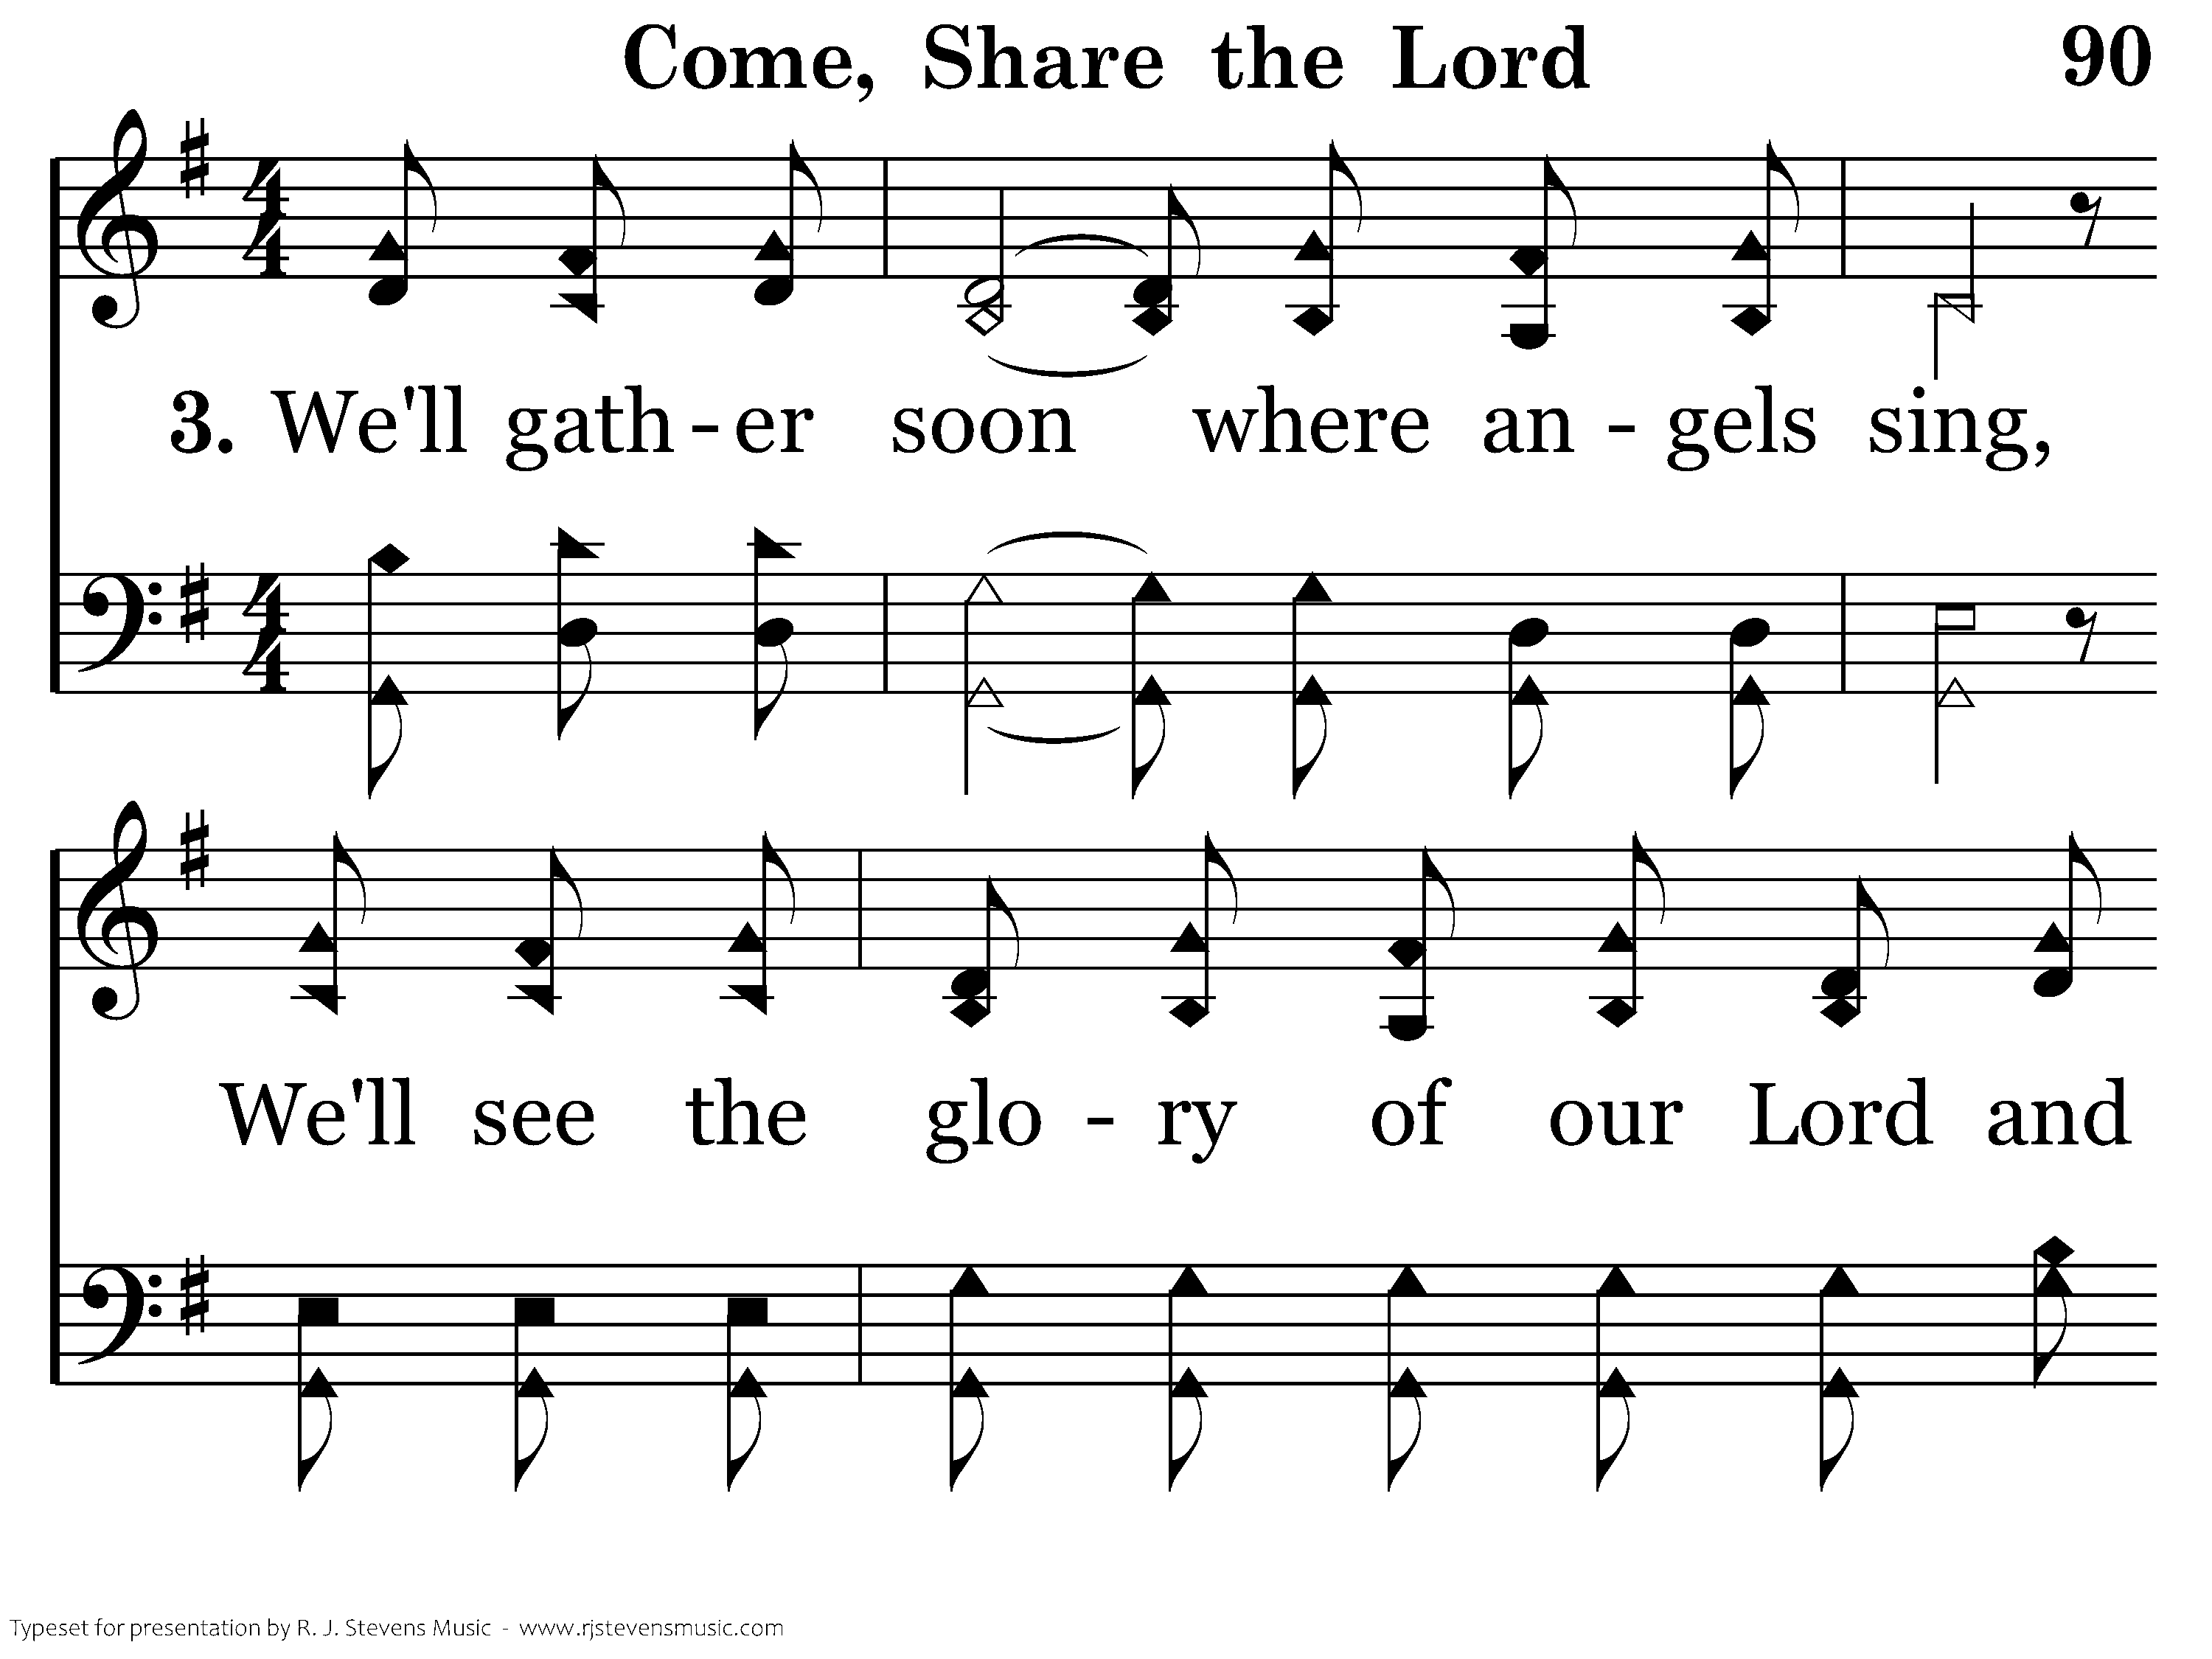 Come, Share the Lord 90
3. We'll gath - er soon where an - gels sing,
We'll see the glo - ry of our Lord and
Typeset for presentation by R. J. Stevens Music - www.rjstevensmusic.com